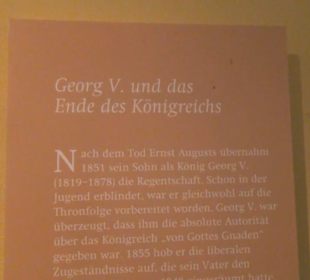 Georg V. und das
Ende des Königreichs
Nach dem Tod Ernst Augusts übernahm
1851 sein Sohn als König Georg V.
(1819–1878) die Regentschaft. Schon in der
Jugend erblindet, war er gleichwohl auf die
Thronfolge vorbereitet worden. Georg V. war
überzeugt, dass ihm die absolute Autorität
über das Königreich „von Gottes Gnaden“
gegeben war. 1855 hob er die liberalen
Zugeständnisse auf, die sein Vater den